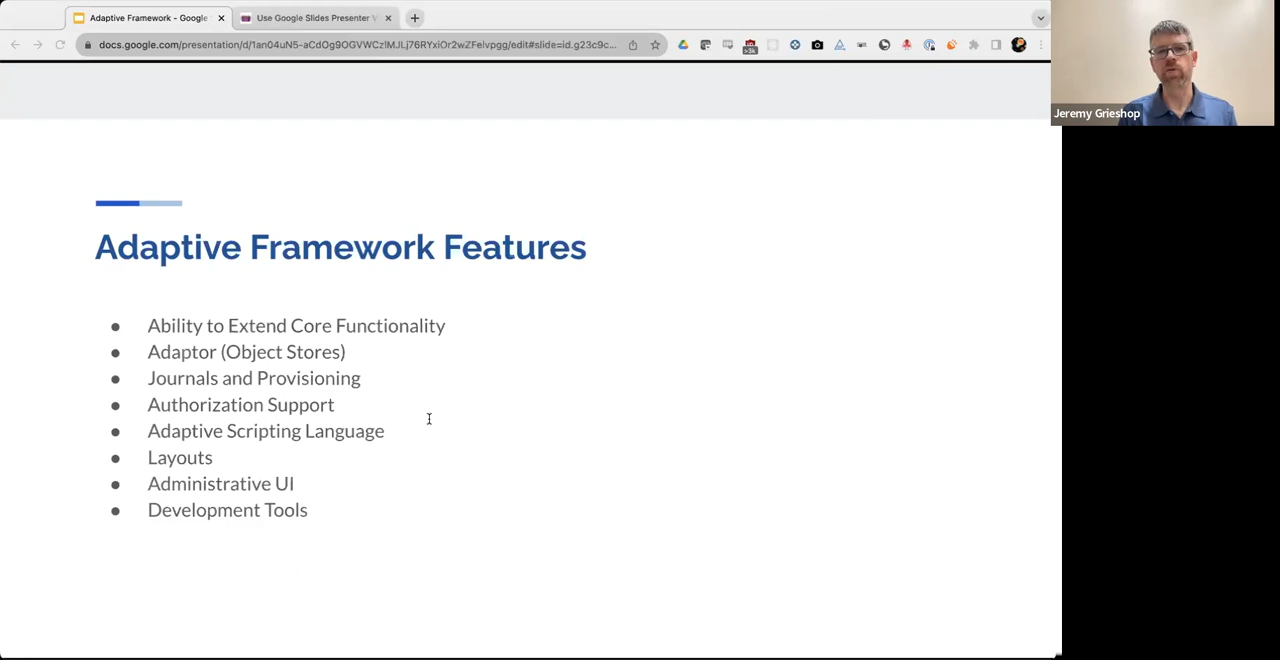 Adaptive Framework - Google
Use Google Slides Presenter V
docs.google.com/presentation/d/1an04uN5-aCdOg9OGVWCzlMJLj76RYxiOr2wZFelvpgg/edit#slide=id.g23c9c...
>3k
Jeremy Grieshop
Adaptive Framework Features
● Ability to Extend Core Functionality
● Adaptor (Object Stores)
● Journals and Provisioning
● Authorization Support
● Adaptive Scripting Language
● Layouts
● Administrative UI
● Development Tools